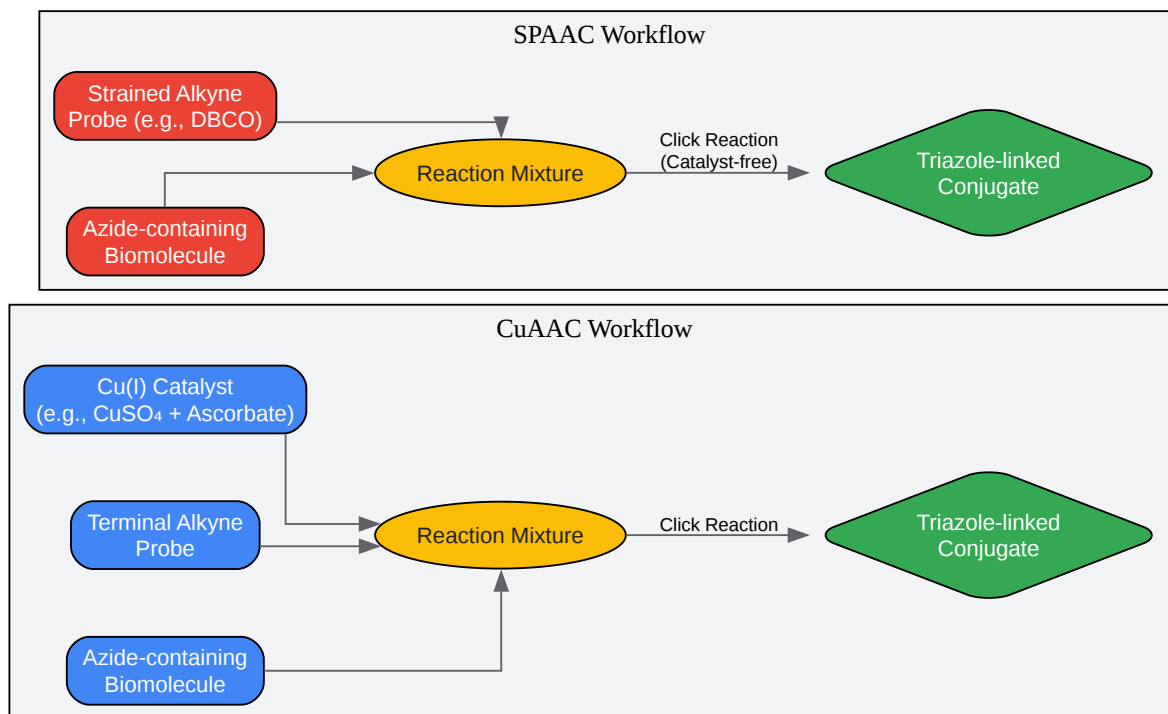 SPAAC Workflow
Strained Alkyne
Probe (e.g., DBCO)
Azide-containing
Biomolecule
Reaction Mixture
Click Reaction
(Catalyst-free)
Triazole-linked
Conjugate
CuAAC Workflow
Cu(I) Catalyst
(e.g., CuSO₄ + Ascorbate)
Terminal Alkyne
Probe
Azide-containing
Biomolecule
Reaction Mixture
Click Reaction
Triazole-linked
Conjugate